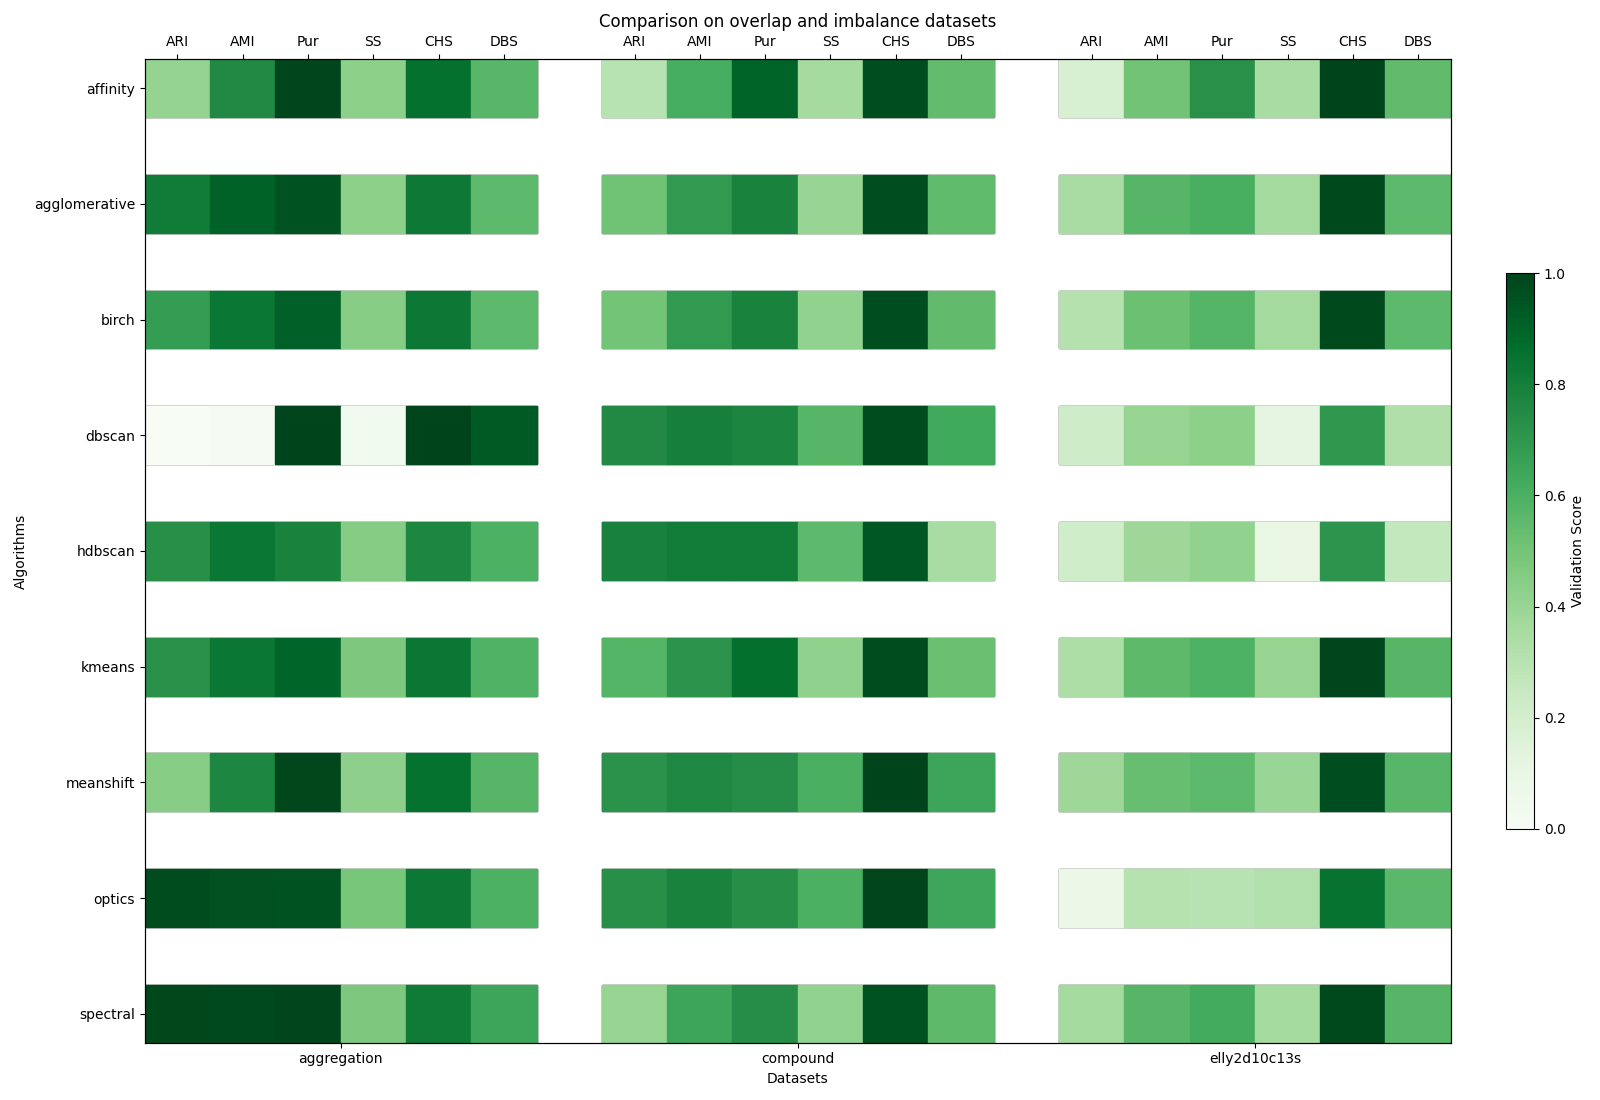 Comparison on overlap and imbalance datasets
ARI AMI Pur SS CHS DBS ARI AMI Pur SS CHS DBS ARI AMI Pur SS CHS DBS
affinity
agglomerative
birch
dbscan
hdbscan
kmeans
meanshift
optics
spectral
Algorithms
aggregation compound elly2d10c13s
Datasets
1.0
0.8
0.6
0.4
0.2
0.0
Validation Score